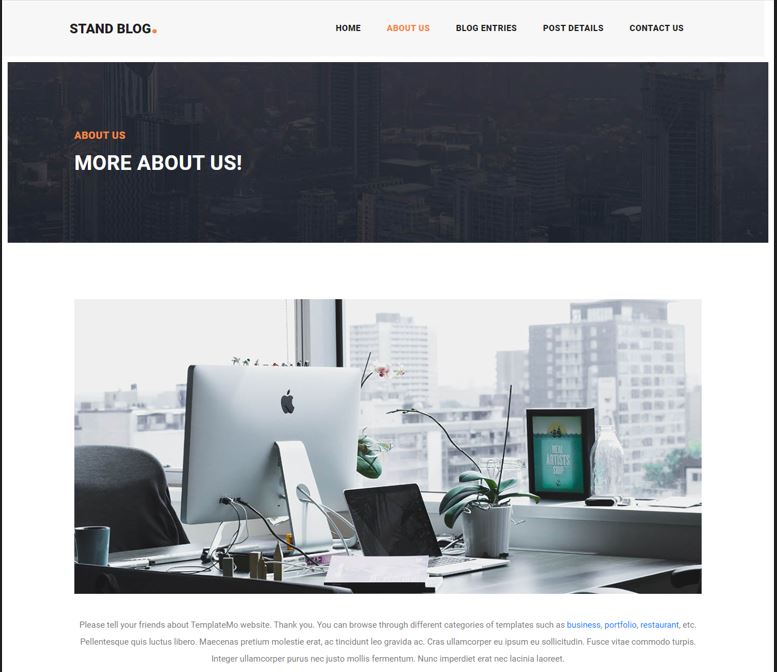 STAND BLOG.
HOME ABOUT US BLOG ENTRIES POST DETAILS CONTACT US
ABOUT US
MORE ABOUT US!
REAL
ARTISTS
SHIP
Please tell your friends about TemplateMo website. Thank you. You can browse through different categories of templates such as business, portfolio, restaurant, etc.
Pellentesque quis luctus libero. Maecenas pretium molestie erat, ac tincidunt leo gravida ac. Cras ullamcorper eu ipsum eu sollicitudin. Fusce vitae commodo turpis.
Integer ullamcorper purus nec justo mollis fermentum. Nunc imperdiet erat nec lacinia laoreet.